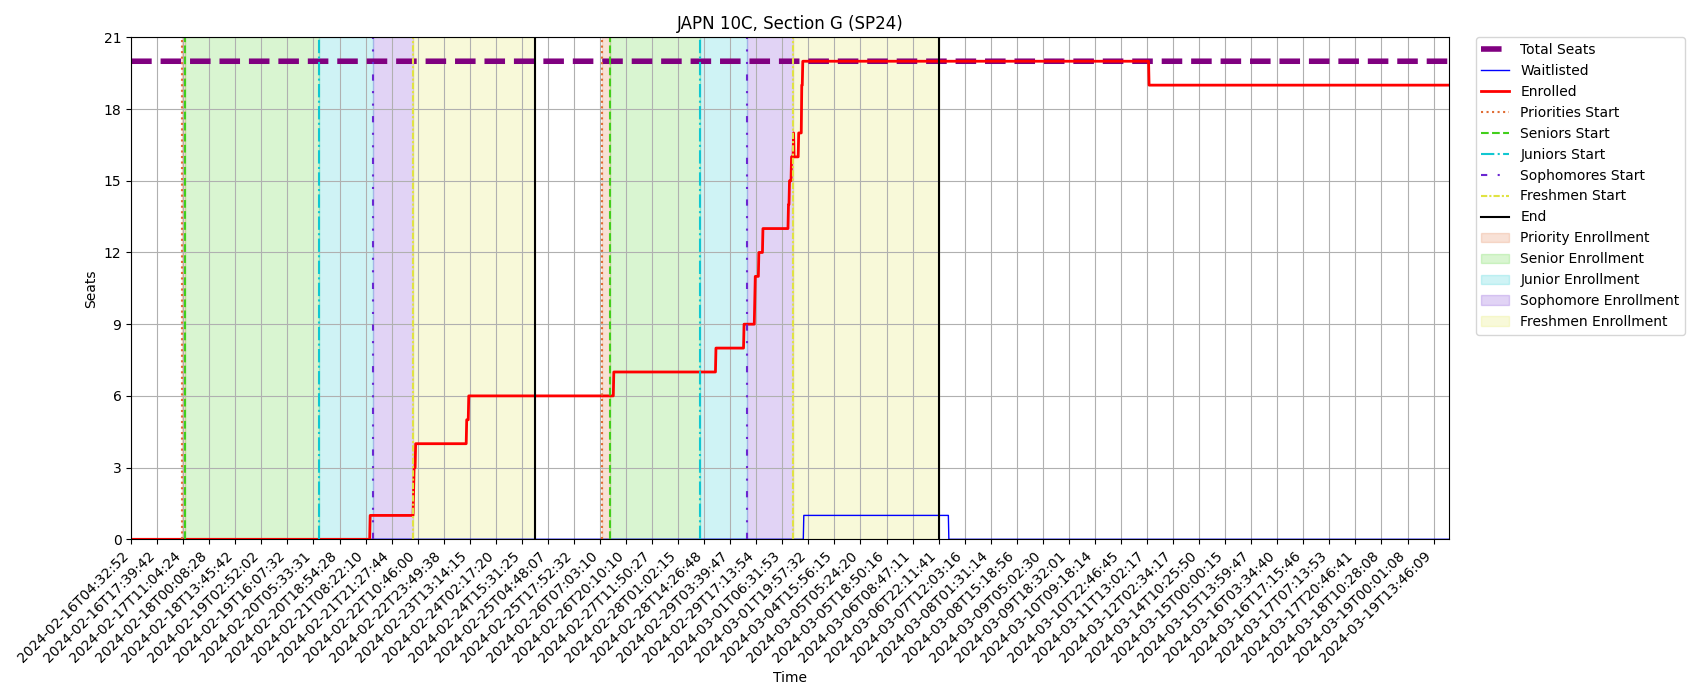 JAPN 10C, Section G (SP24)
21
18
15
12
9
6
3
0
Seats
2024-02-16T04:32:52
2024-02-16T17:39:42
2024-02-17T11:04:24
2024-02-18T00:08:28
2024-02-18T13:45:42
2024-02-19T02:52:02
2024-02-19T16:07:32
2024-02-20T05:33:31
2024-02-20T18:54:28
2024-02-21T08:22:10
2024-02-21T21:27:44
2024-02-22T10:46:00
2024-02-22T23:49:38
2024-02-23T13:14:15
2024-02-24T02:17:20
2024-02-24T15:31:25
2024-02-25T04:48:07
2024-02-25T17:52:32
2024-02-26T07:03:10
2024-02-26T20:10:10
2024-02-27T11:50:27
2024-02-28T01:02:15
2024-02-28T14:26:48
2024-02-29T03:39:47
2024-02-29T17:13:54
2024-03-01T06:31:53
2024-03-01T19:57:32
2024-03-04T15:56:15
2024-03-05T05:24:20
2024-03-05T18:50:16
2024-03-06T08:47:11
2024-03-06T22:11:41
2024-03-07T12:03:16
2024-03-08T01:31:14
2024-03-08T15:18:56
2024-03-09T05:02:30
2024-03-09T18:32:01
2024-03-10T09:18:14
2024-03-10T22:46:45
2024-03-11T13:02:17
2024-03-12T02:34:17
2024-03-14T10:25:50
2024-03-15T00:00:15
2024-03-15T13:59:47
2024-03-16T03:34:40
2024-03-16T17:15:46
2024-03-17T07:13:53
2024-03-17T20:46:41
2024-03-18T10:28:08
2024-03-19T00:01:08
2024-03-19T13:46:09
Time
Total Seats
Waitlisted
Enrolled
Priorities Start
Seniors Start
Juniors Start
Sophomores Start
Freshmen Start
End
Priority Enrollment
Senior Enrollment
Junior Enrollment
Sophomore Enrollment
Freshmen Enrollment